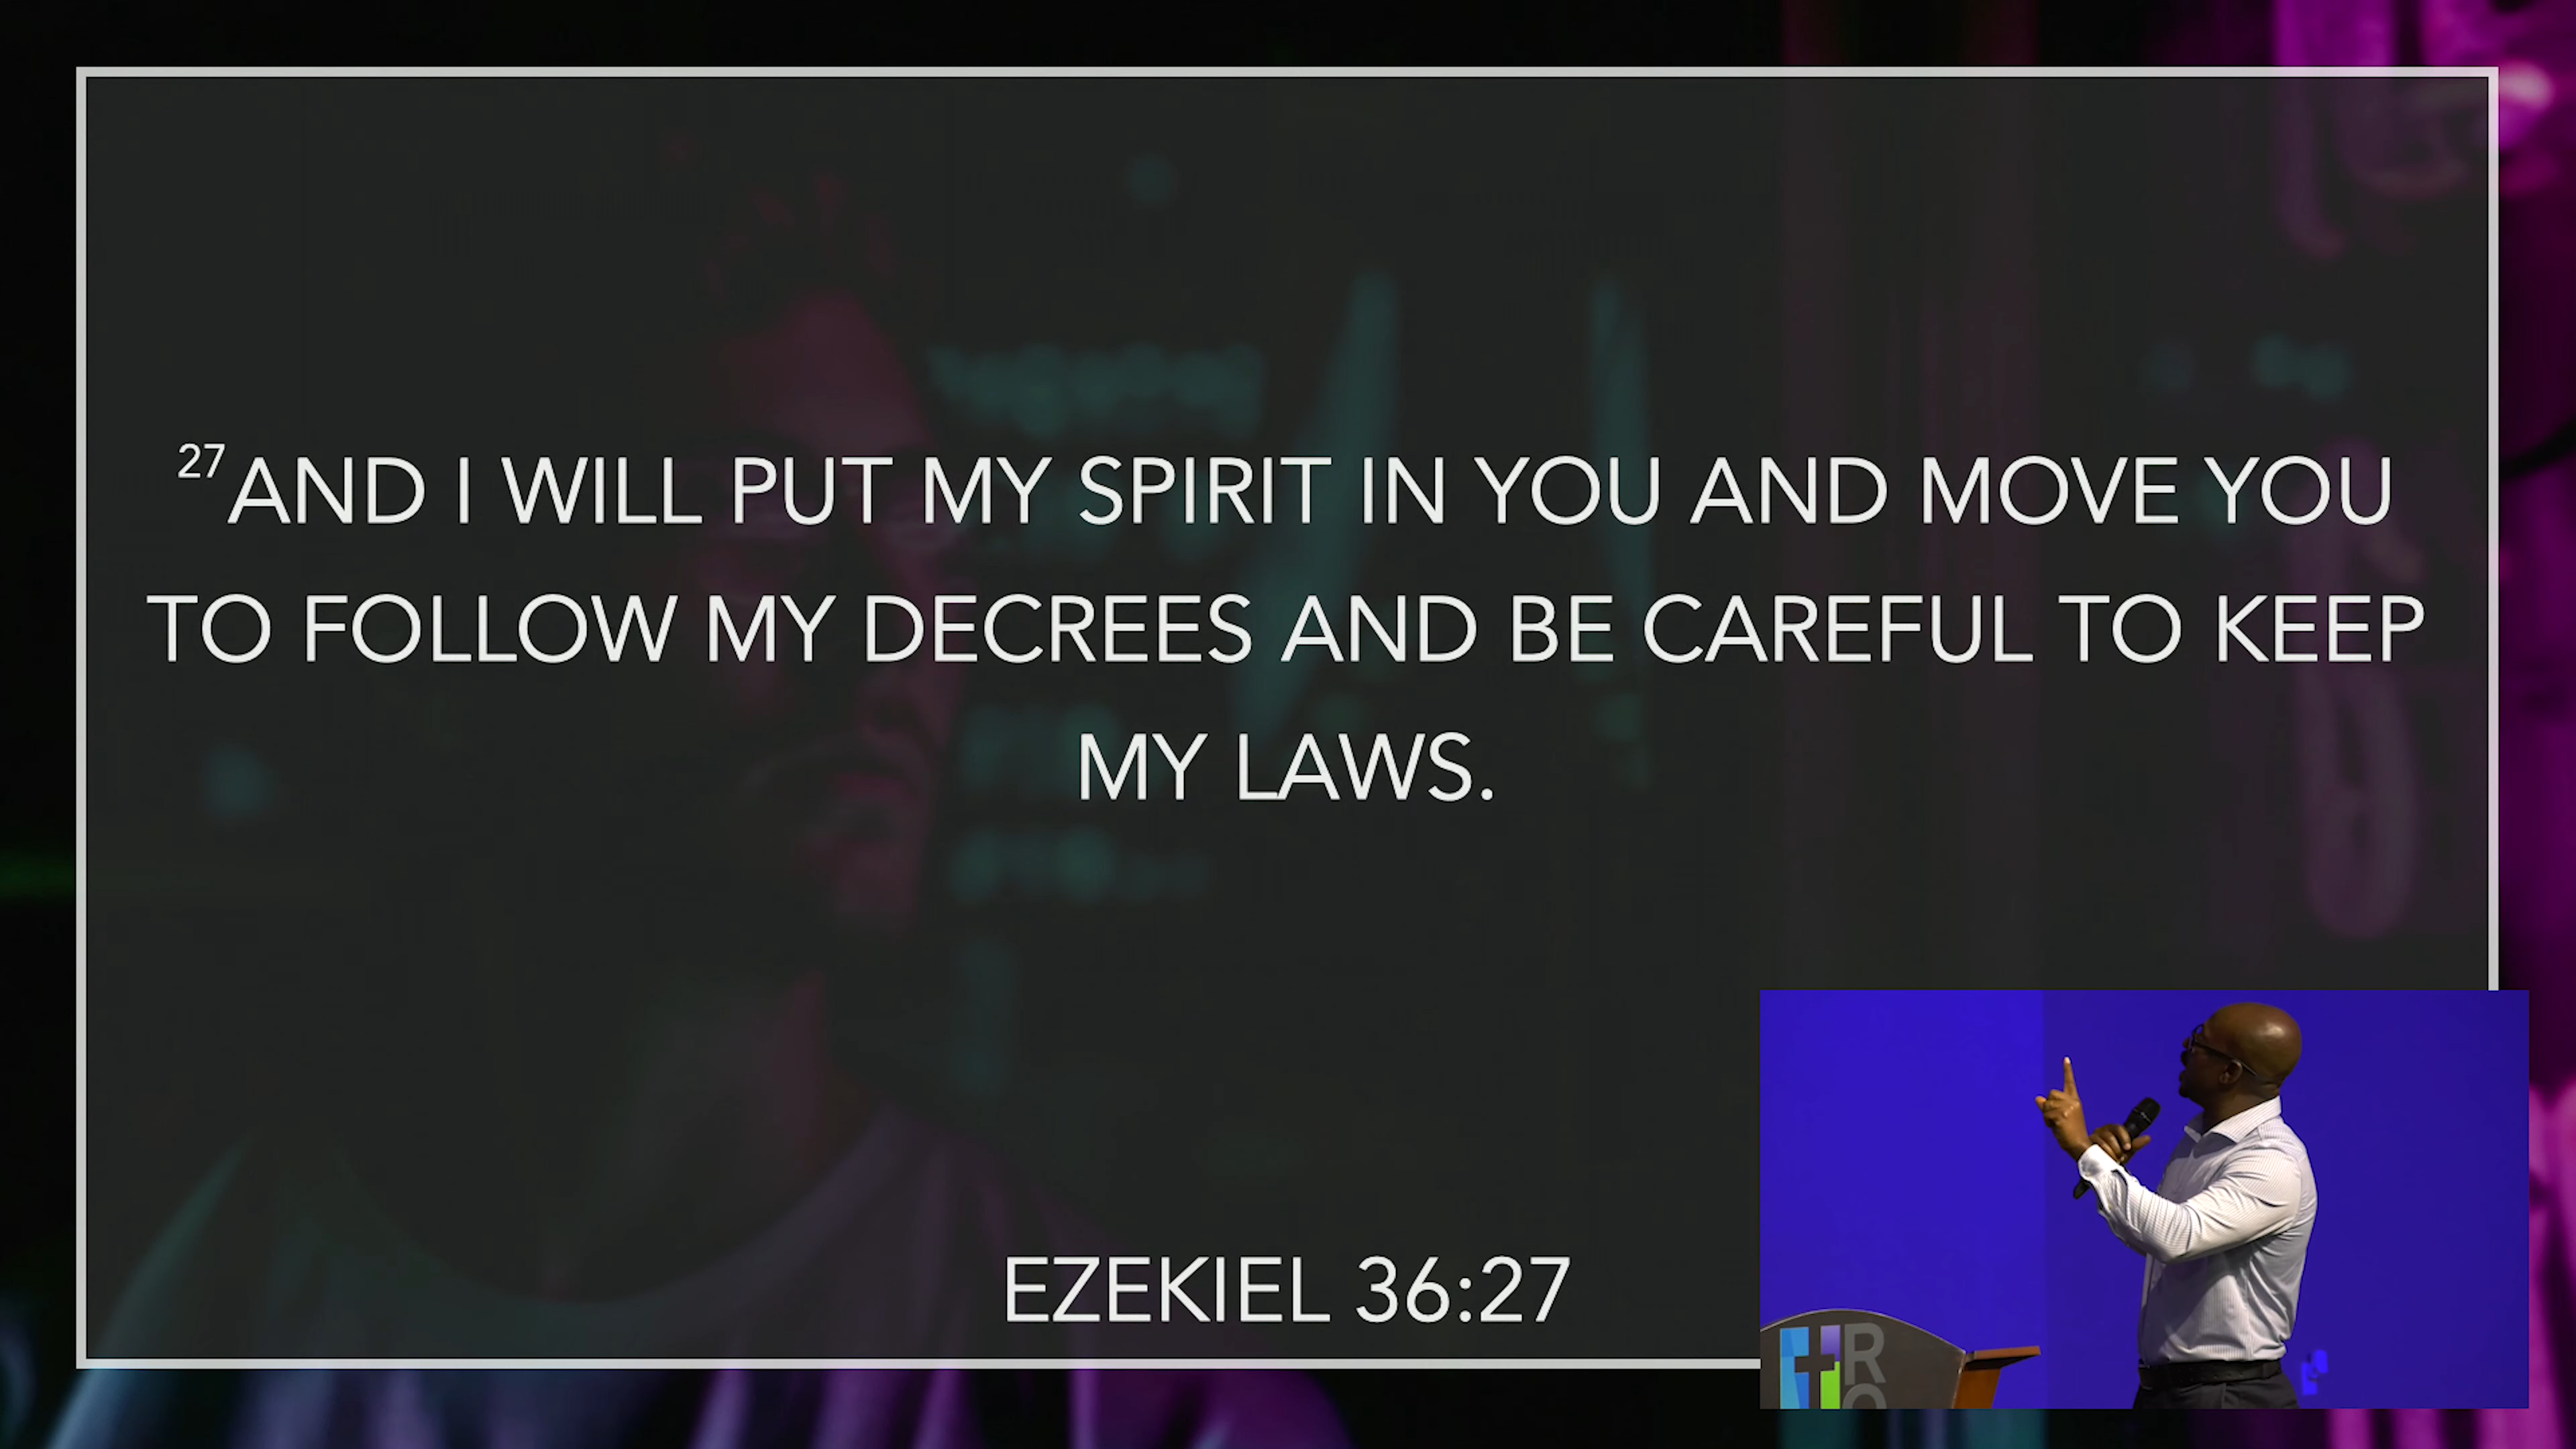 27AND I WILL PUT MY SPIRIT IN YOU AND MOVE YOU
TO FOLLOW MY DECREES AND BE CAREFUL TO KEEP
MY LAWS.
EZEKIEL 36:27
R